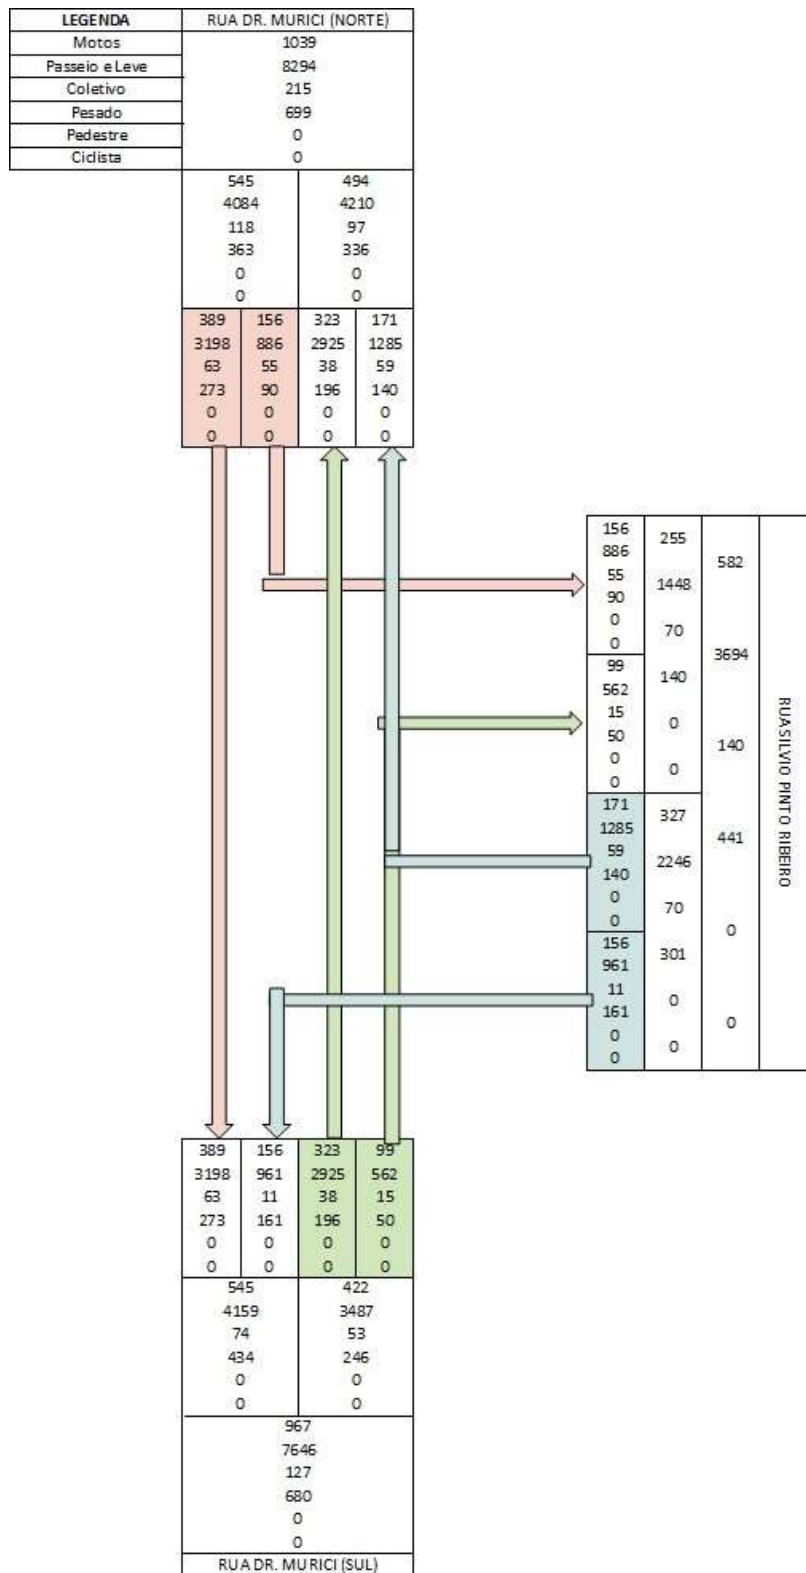 LEGENDA RUA DR. MURICI (NORTE)
Motos 1039
Passeio e Leve 8294
Coletivo 215
Pesado 699
Pedestre 0
Ciclista 0
545 494
4084 4210
118 97
363 336
0 0
0 0
389 156 323 171
3198 886 2925 1285
63 55 38 59
273 90 196 140
0 0 0 0
0 0 0 0
156
886
55
90
0
0
99
562
15
50
0
0
171
1285
59
140
0
0
156
961
11
161
0
0
255
1448
70
140
0
0
327
2246
70
301
0
0
582
3694
140
441
0
0
RUA SILVIO PINTO RIBEIRO
389 156 323 99
3198 961 2925 562
63 11 38 15
273 161 196 50
0 0 0 0
0 0 0 0
545 422
4159 3487
74 53
434 246
0 0
0 0
967
7646
127
680
0
0
RUA DR. MURICI (SUL)